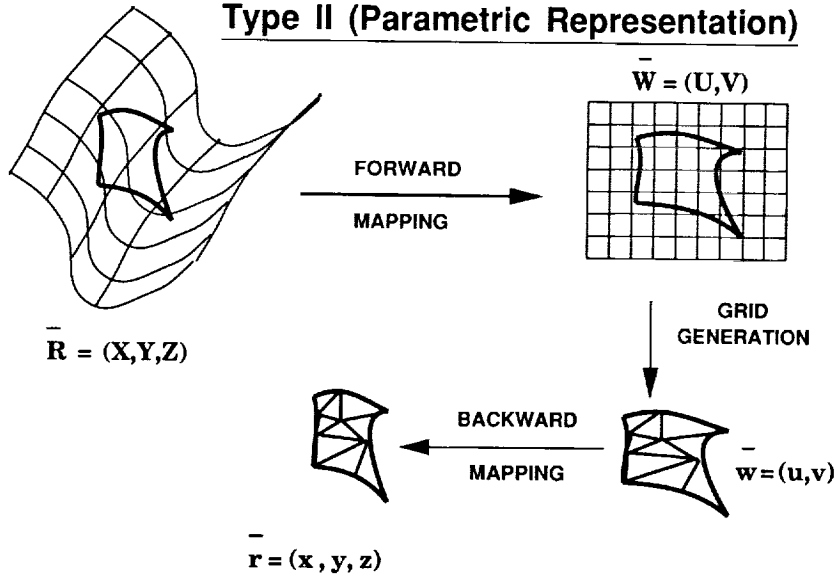 Type II (Parametric Representation)
W̄ = (U,V)
FORWARD
MAPPING
R̄ = (X,Y,Z)
GRID
GENERATION
BACKWARD
MAPPING
w̄=(u,v)
r̄ = (x , y, z)